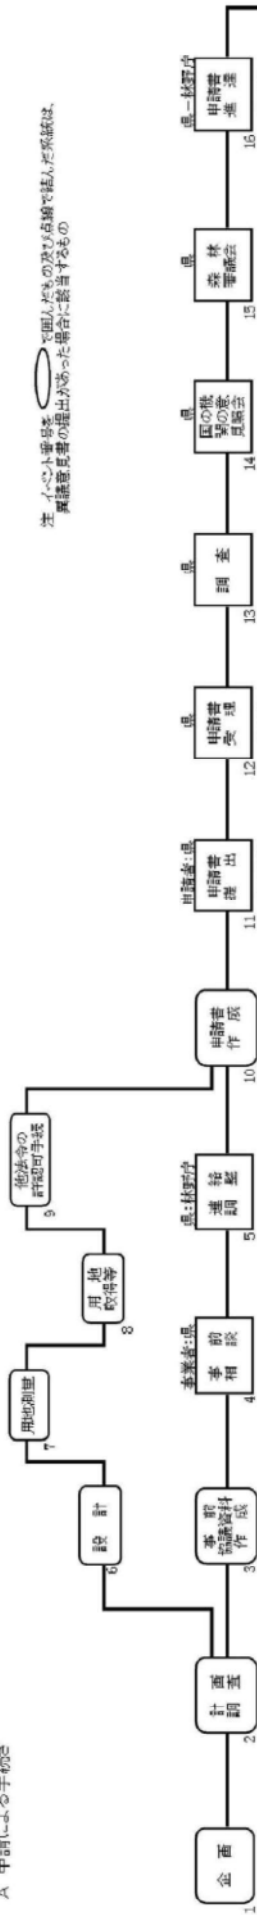 A　申請による手続き
注　イベント番号を　　で囲んだもの及び点線で結んだ系統は、
異議意見書の提出があった場合に該当するもの
1
企　画
2
計　画
調　査
3
事　前
協議資料
作　成
事業者:県
4
事　前
相　談
県:林野庁
5
連　絡
調　整
6
設　計
7
用地測量
8
用　地
取得等
9
他法令の
許認可手続
10
申請書
作　成
申請者:県
11
申請書
提　出
県
12
申請書
受　理
県
13
調　査
県
14
国の機
関の意
見照会
県
15
森　林
審議会
県－林野庁
16
申請書
進　達